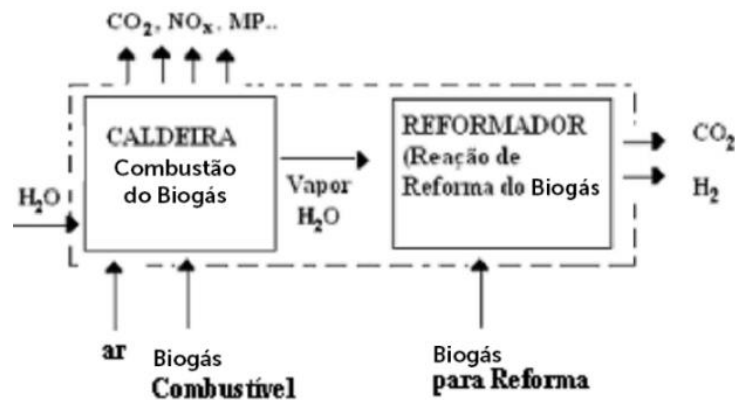 CO₂, NOₓ, MP..
CALDEIRA
Combustão
do Biogás
H₂O
Vapor
H₂O
REFORMADOR
(Reação de
Reforma do Biogás
CO₂
H₂
ar
Biogás
Combustível
Biogás
para Reforma